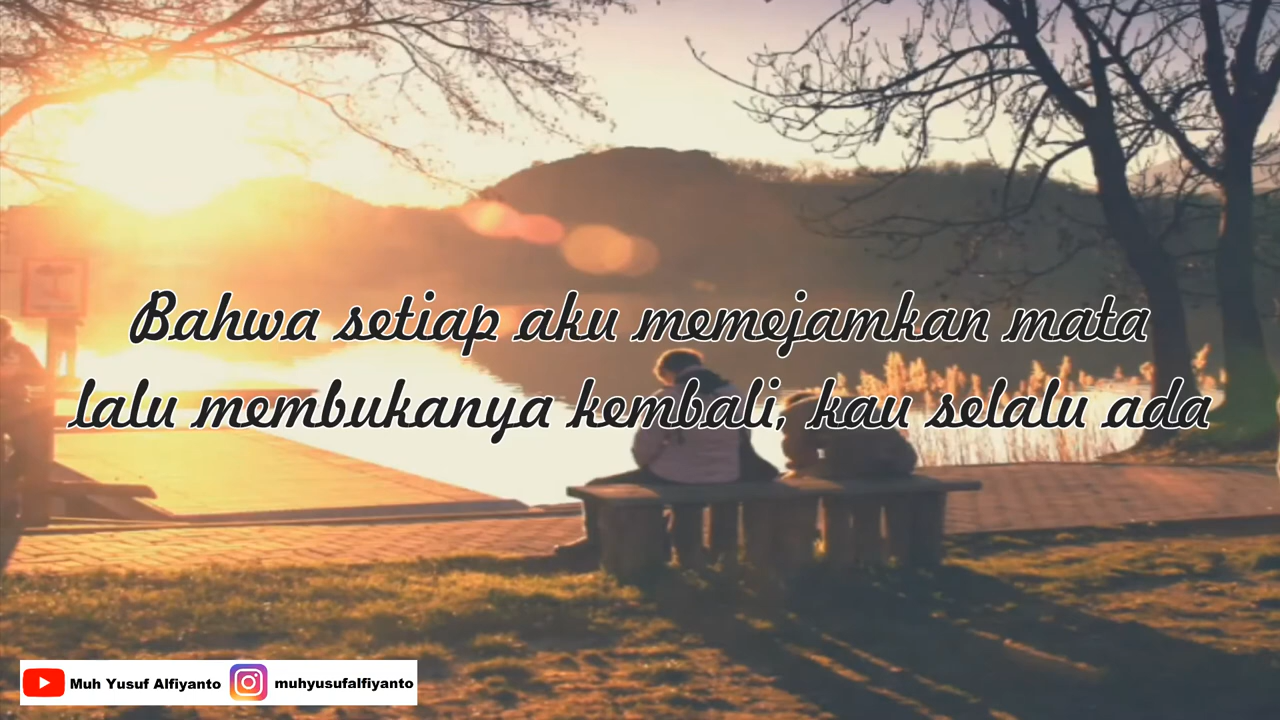 Bahwa setiap aku memejamkan mata
lalu membukanya kembali, kau selalu ada
Muh Yusuf Alfiyanto muhyusufalfiyanto